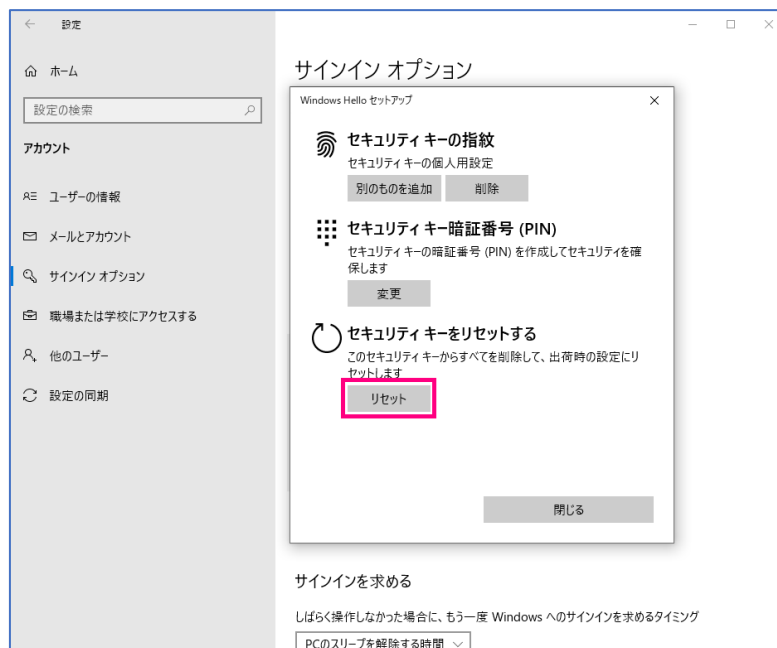 設定
ホーム
設定の検索
アカウント
ユーザーの情報
メールとアカウント
サインイン オプション
職場または学校にアクセスする
他のユーザー
設定の同期
サインイン オプション
Windows Hello セットアップ
セキュリティ キーの指紋
セキュリティ キーの個人用設定
別のものを追加
削除
セキュリティ キー暗証番号 (PIN)
セキュリティ キーの暗証番号 (PIN) を作成してセキュリティを確
保します
変更
セキュリティ キーをリセットする
このセキュリティ キーからすべてを削除して、出荷時の設定にリ
セットします
リセット
閉じる
サインインを求める
しばらく操作しなかった場合に、もう一度 Windows へのサインインを求めるタイミング
PCのスリープを解除する時間